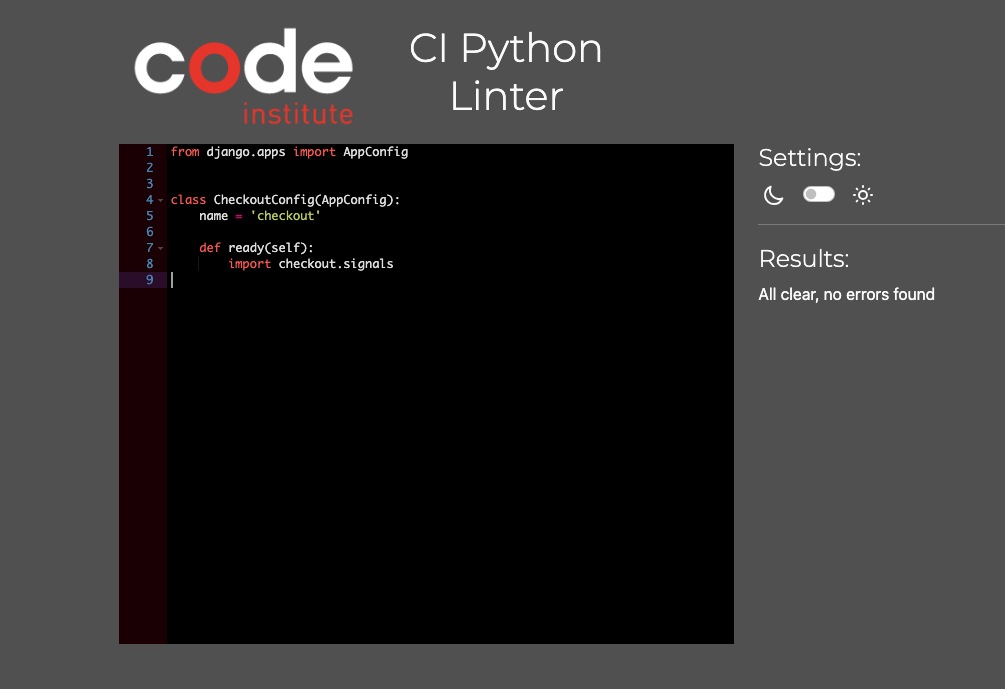 code
institute
CI Python
Linter
1 from django.apps import AppConfig
2
3
4 class CheckoutConfig(AppConfig):
5     name = 'checkout'
6
7     def ready(self):
8         import checkout.signals
9
Settings:
Results:
All clear, no errors found